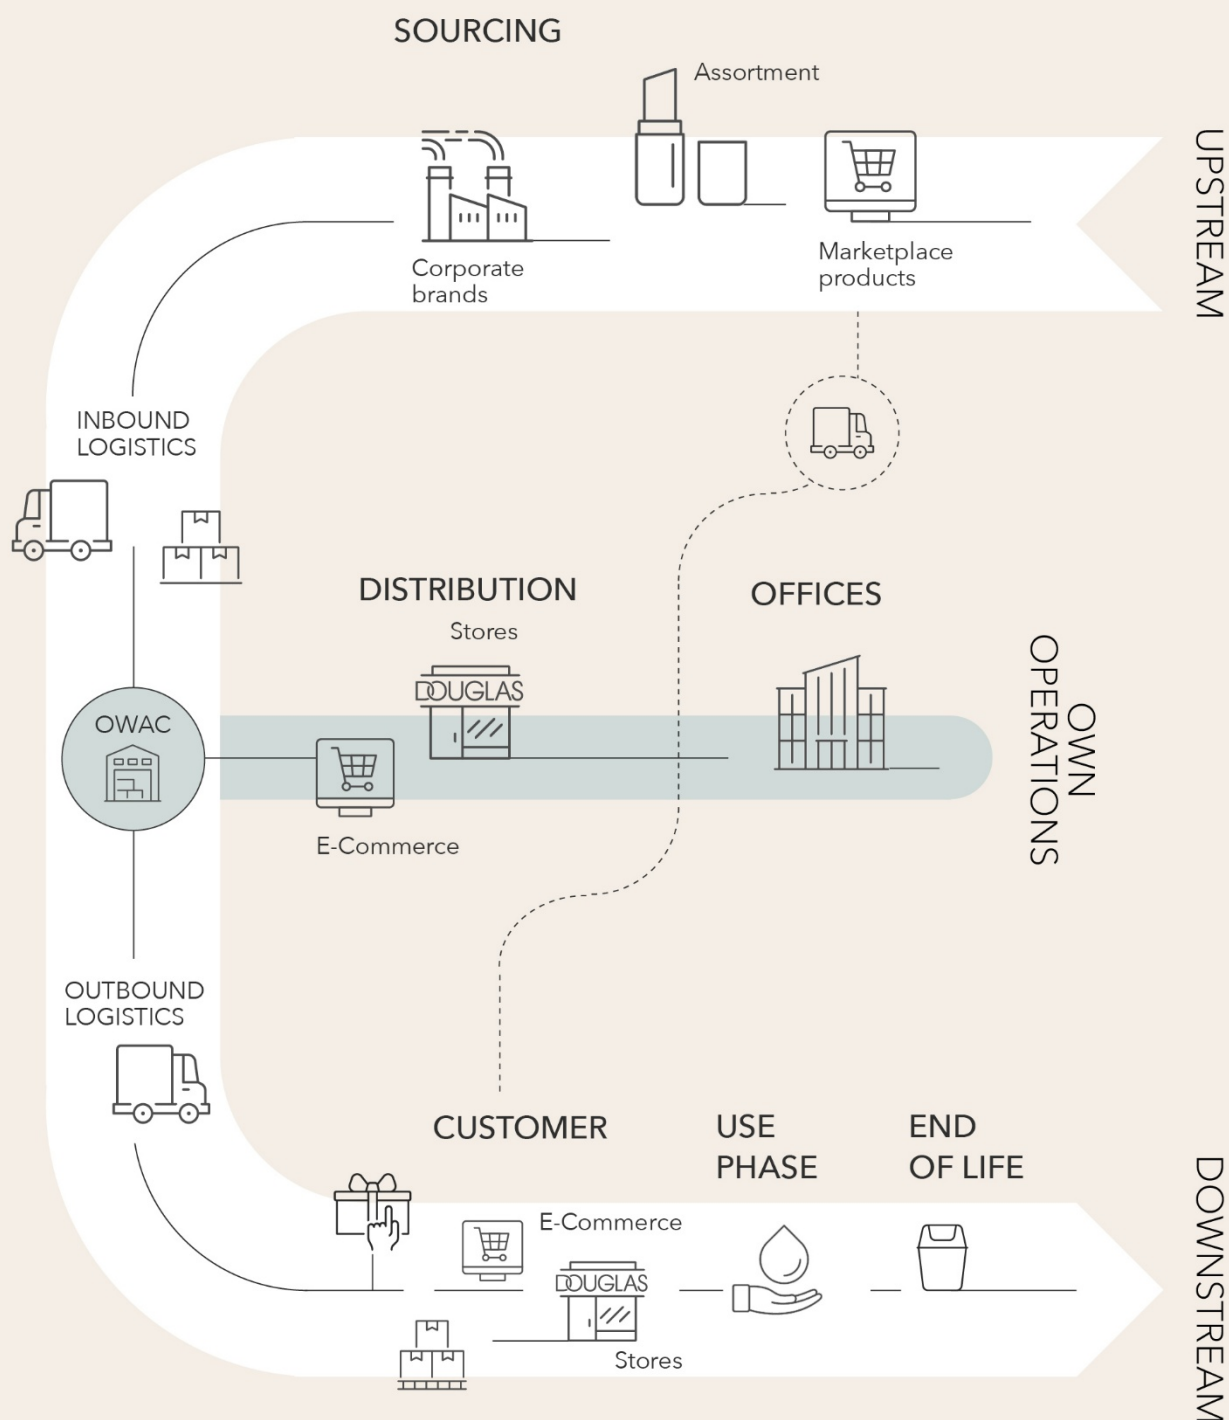 SOURCING
Assortment
UPSTREAM
Corporate
brands
Marketplace
products
INBOUND
LOGISTICS
DISTRIBUTION
Stores
OFFICES
DOUGLAS
OWAC
OWN
OPERATIONS
E-Commerce
OUTBOUND
LOGISTICS
CUSTOMER
USE
PHASE
END
OF LIFE
E-Commerce
DOUGLAS
Stores
DOWNSTREAM